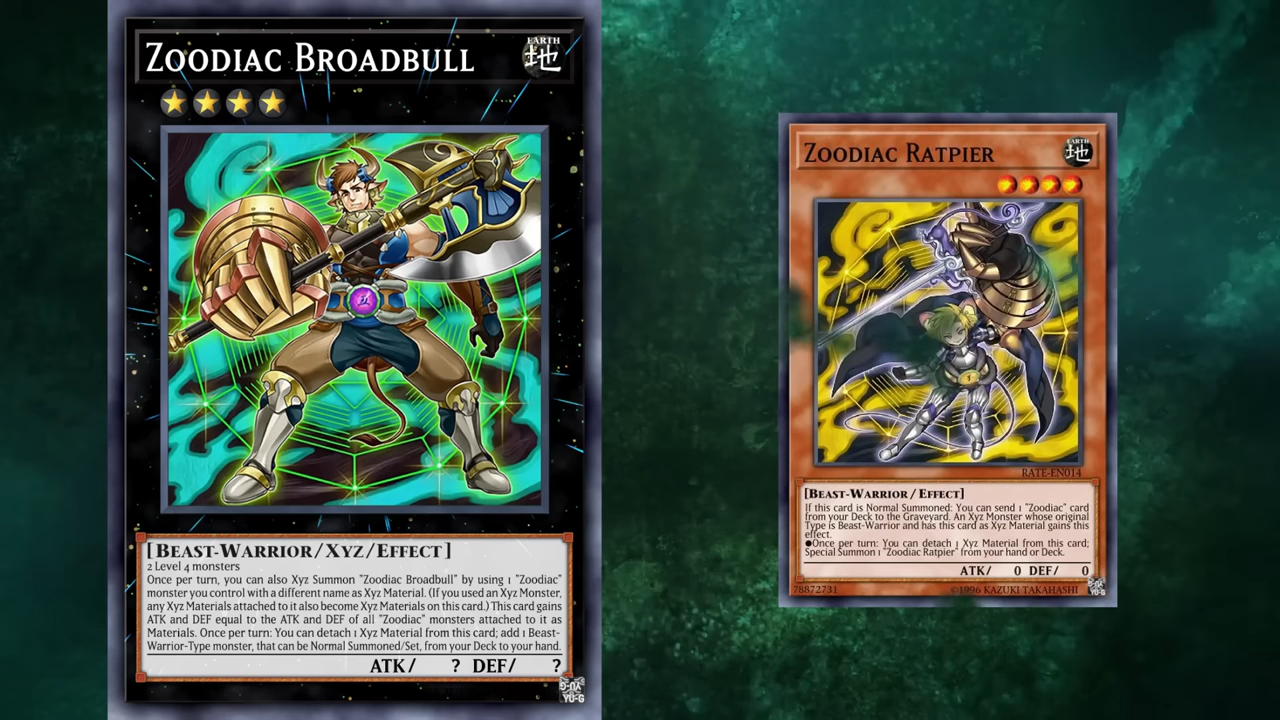 ZOODIAC BROADBULL
EARTH
地
[BEAST-WARRIOR/XYZ/EFFECT]
2 Level 4 monsters
Once per turn, you can also Xyz Summon "Zoodiac Broadbull" by using 1 "Zoodiac"
monster you control with a different name as Xyz Material. (If you used an Xyz Monster,
any Xyz Materials attached to it also become Xyz Materials on this card.) This card gains
ATK and DEF equal to the ATK and DEF of all "Zoodiac" monsters attached to it as
Materials. Once per turn: You can detach 1 Xyz Material from this card; add 1 Beast-
Warrior-Type monster, that can be Normal Summoned/Set, from your Deck to your hand.
ATK/ ? DEF/ ?
ZOODIAC RATPIER
EARTH
地
RATE-EN014
[BEAST-WARRIOR/EFFECT]
If this card is Normal Summoned: You can send 1 "Zoodiac" card
from your Deck to the Graveyard. An Xyz Monster whose original
Type is Beast-Warrior and has this card as Xyz Material gains this
effect.
●Once per turn: You can detach 1 Xyz Material from this card;
Special Summon 1 "Zoodiac Ratpier" from your hand or Deck.
ATK/ 0 DEF/ 0
78872731
©1996 KAZUKI TAKAHASHI